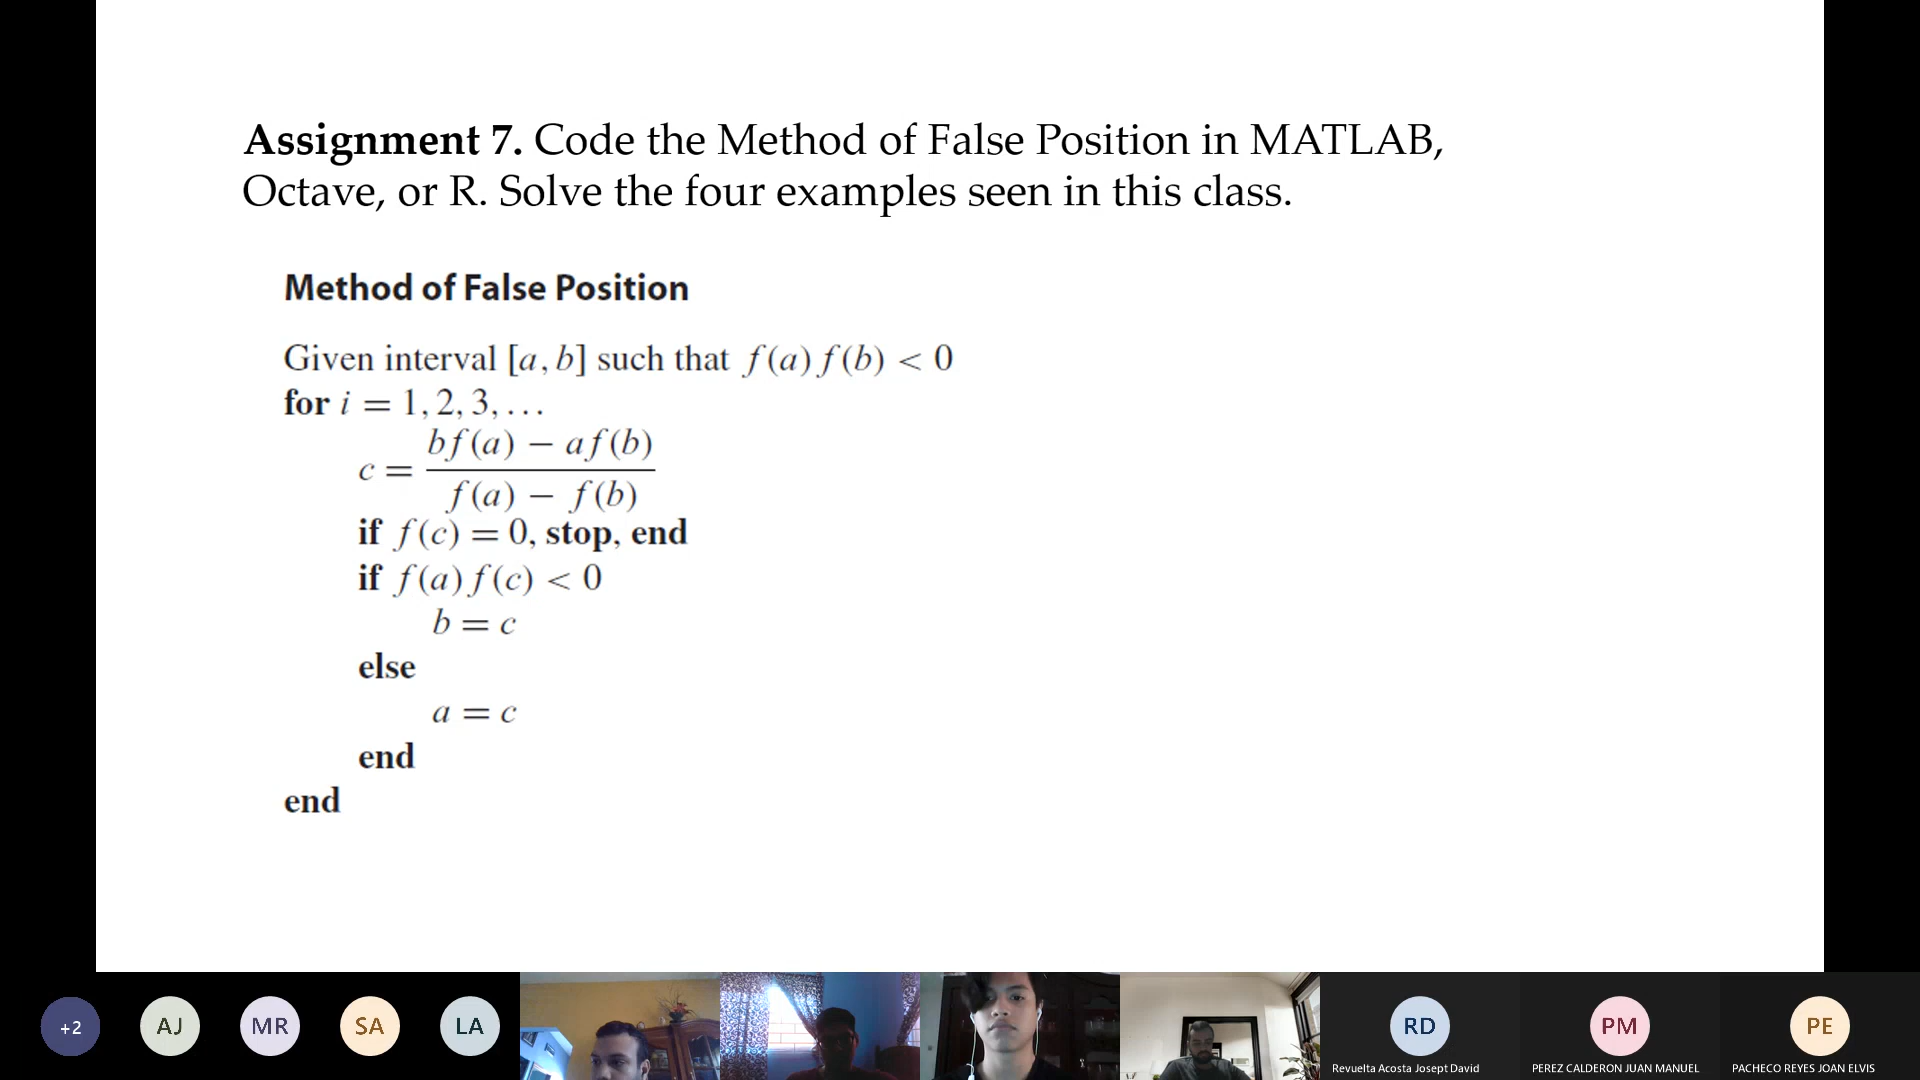 Assignment 7. Code the Method of False Position in MATLAB,
Octave, or R. Solve the four examples seen in this class.
Method of False Position
Given interval [a, b] such that f(a) f(b) < 0
for i = 1, 2, 3, . . .
c = \frac{bf(a) − af(b)}{f(a) − f(b)}
if f(c) = 0, stop, end
if f(a) f(c) < 0
b = c
else
a = c
end
end
+2 AJ MR SA LA RD PM PE
Revuelta Acosta Josept David PEREZ CALDERON JUAN MANUEL PACHECO REYES JOAN ELVIS